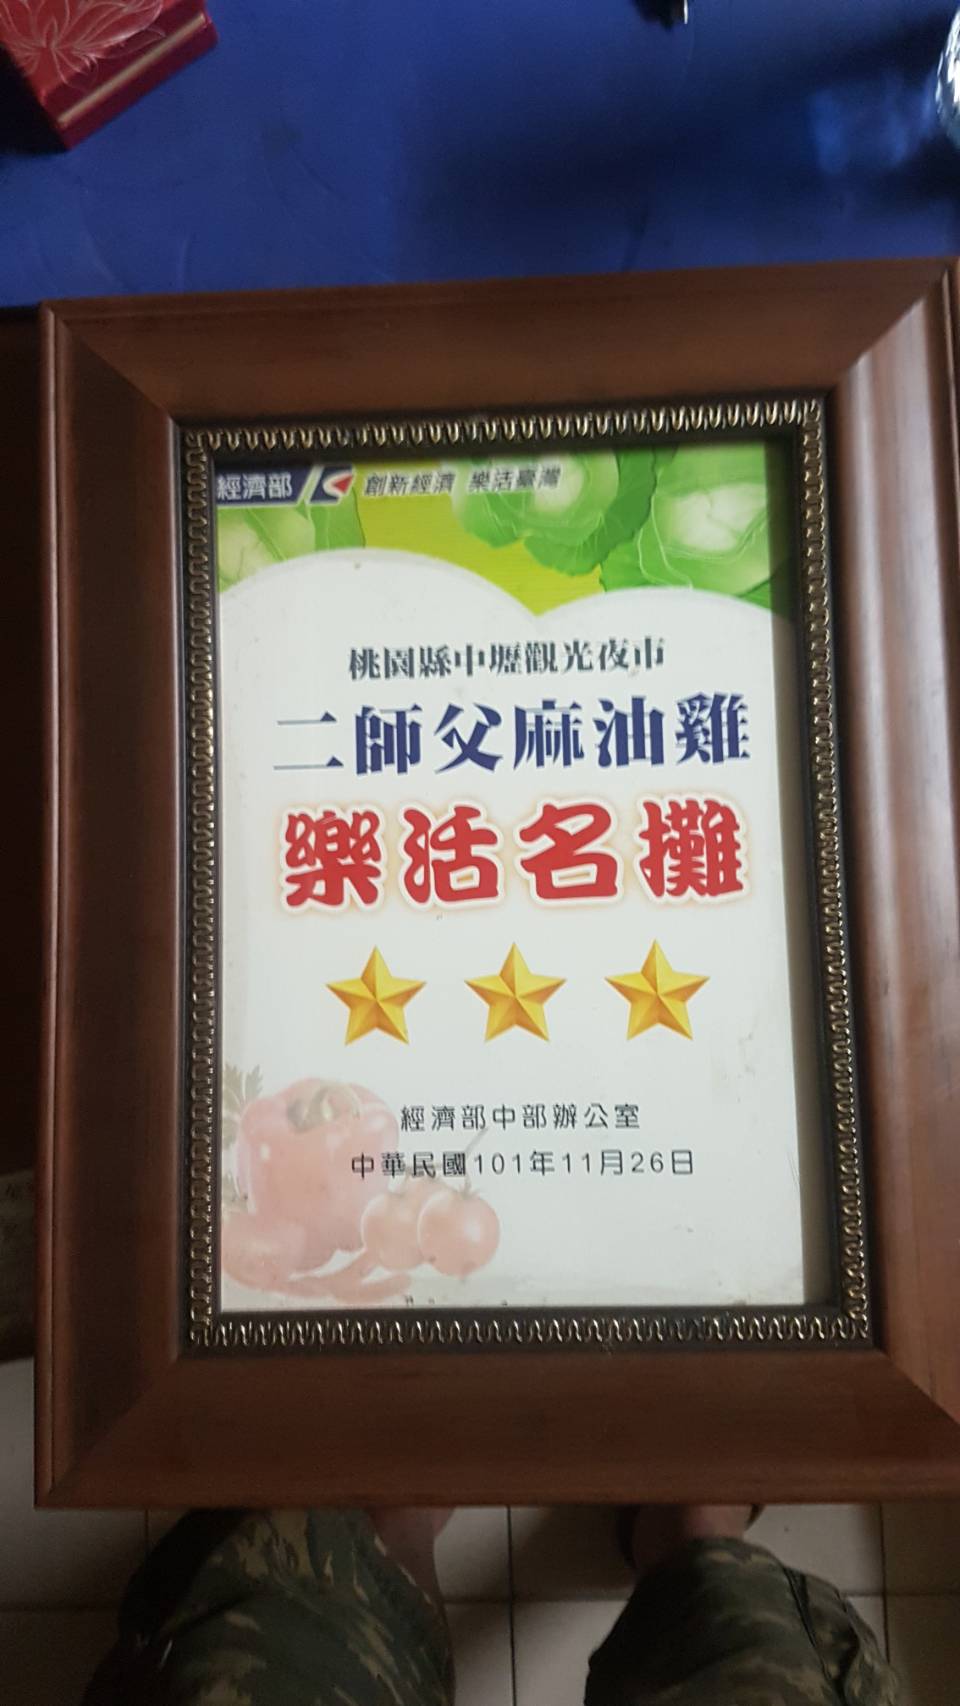 經濟部 創新經濟 樂活臺灣
桃園縣中壢觀光夜市
二師父麻油雞
樂活名攤
經濟部中部辦公室
中華民國101年11月26日